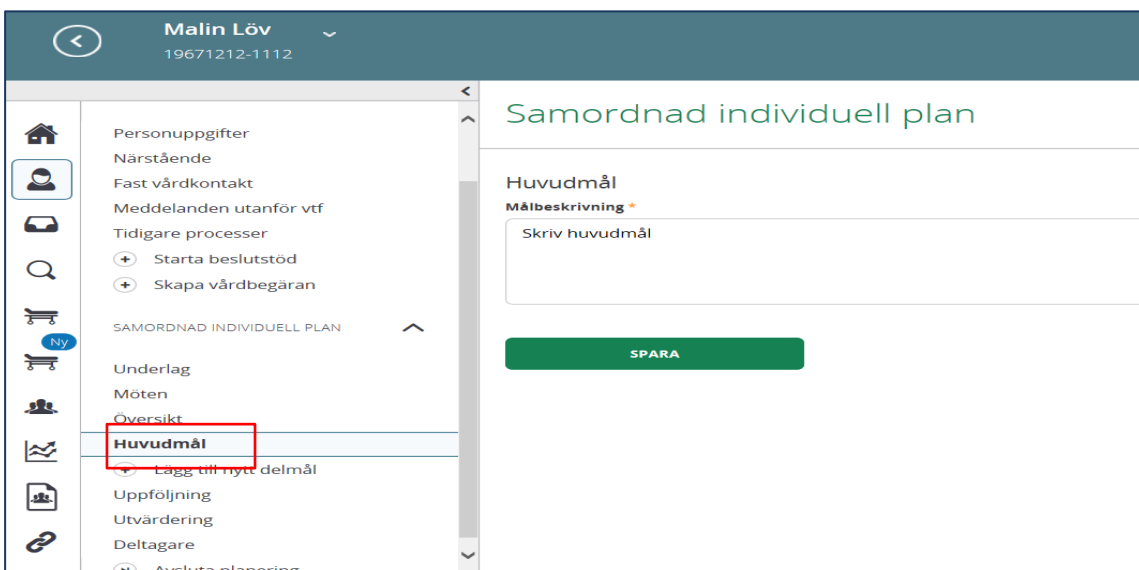 Malin Löv
19671212-1112
Personuppgifter
Närstående
Fast vårdkontakt
Meddelanden utanför vtf
Tidigare processer
Starta beslutstöd
Skapa vårdbegäran
SAMORDNAD INDIVIDUELL PLAN
Ny
Underlag
Möten
Översikt
Huvudmål
Lägg till nytt delmål
Uppföljning
Utvärdering
Deltagare
Avsluta planering
Samordnad individuell plan
Huvudmål
Målbeskrivning *
Skriv huvudmål
SPARA